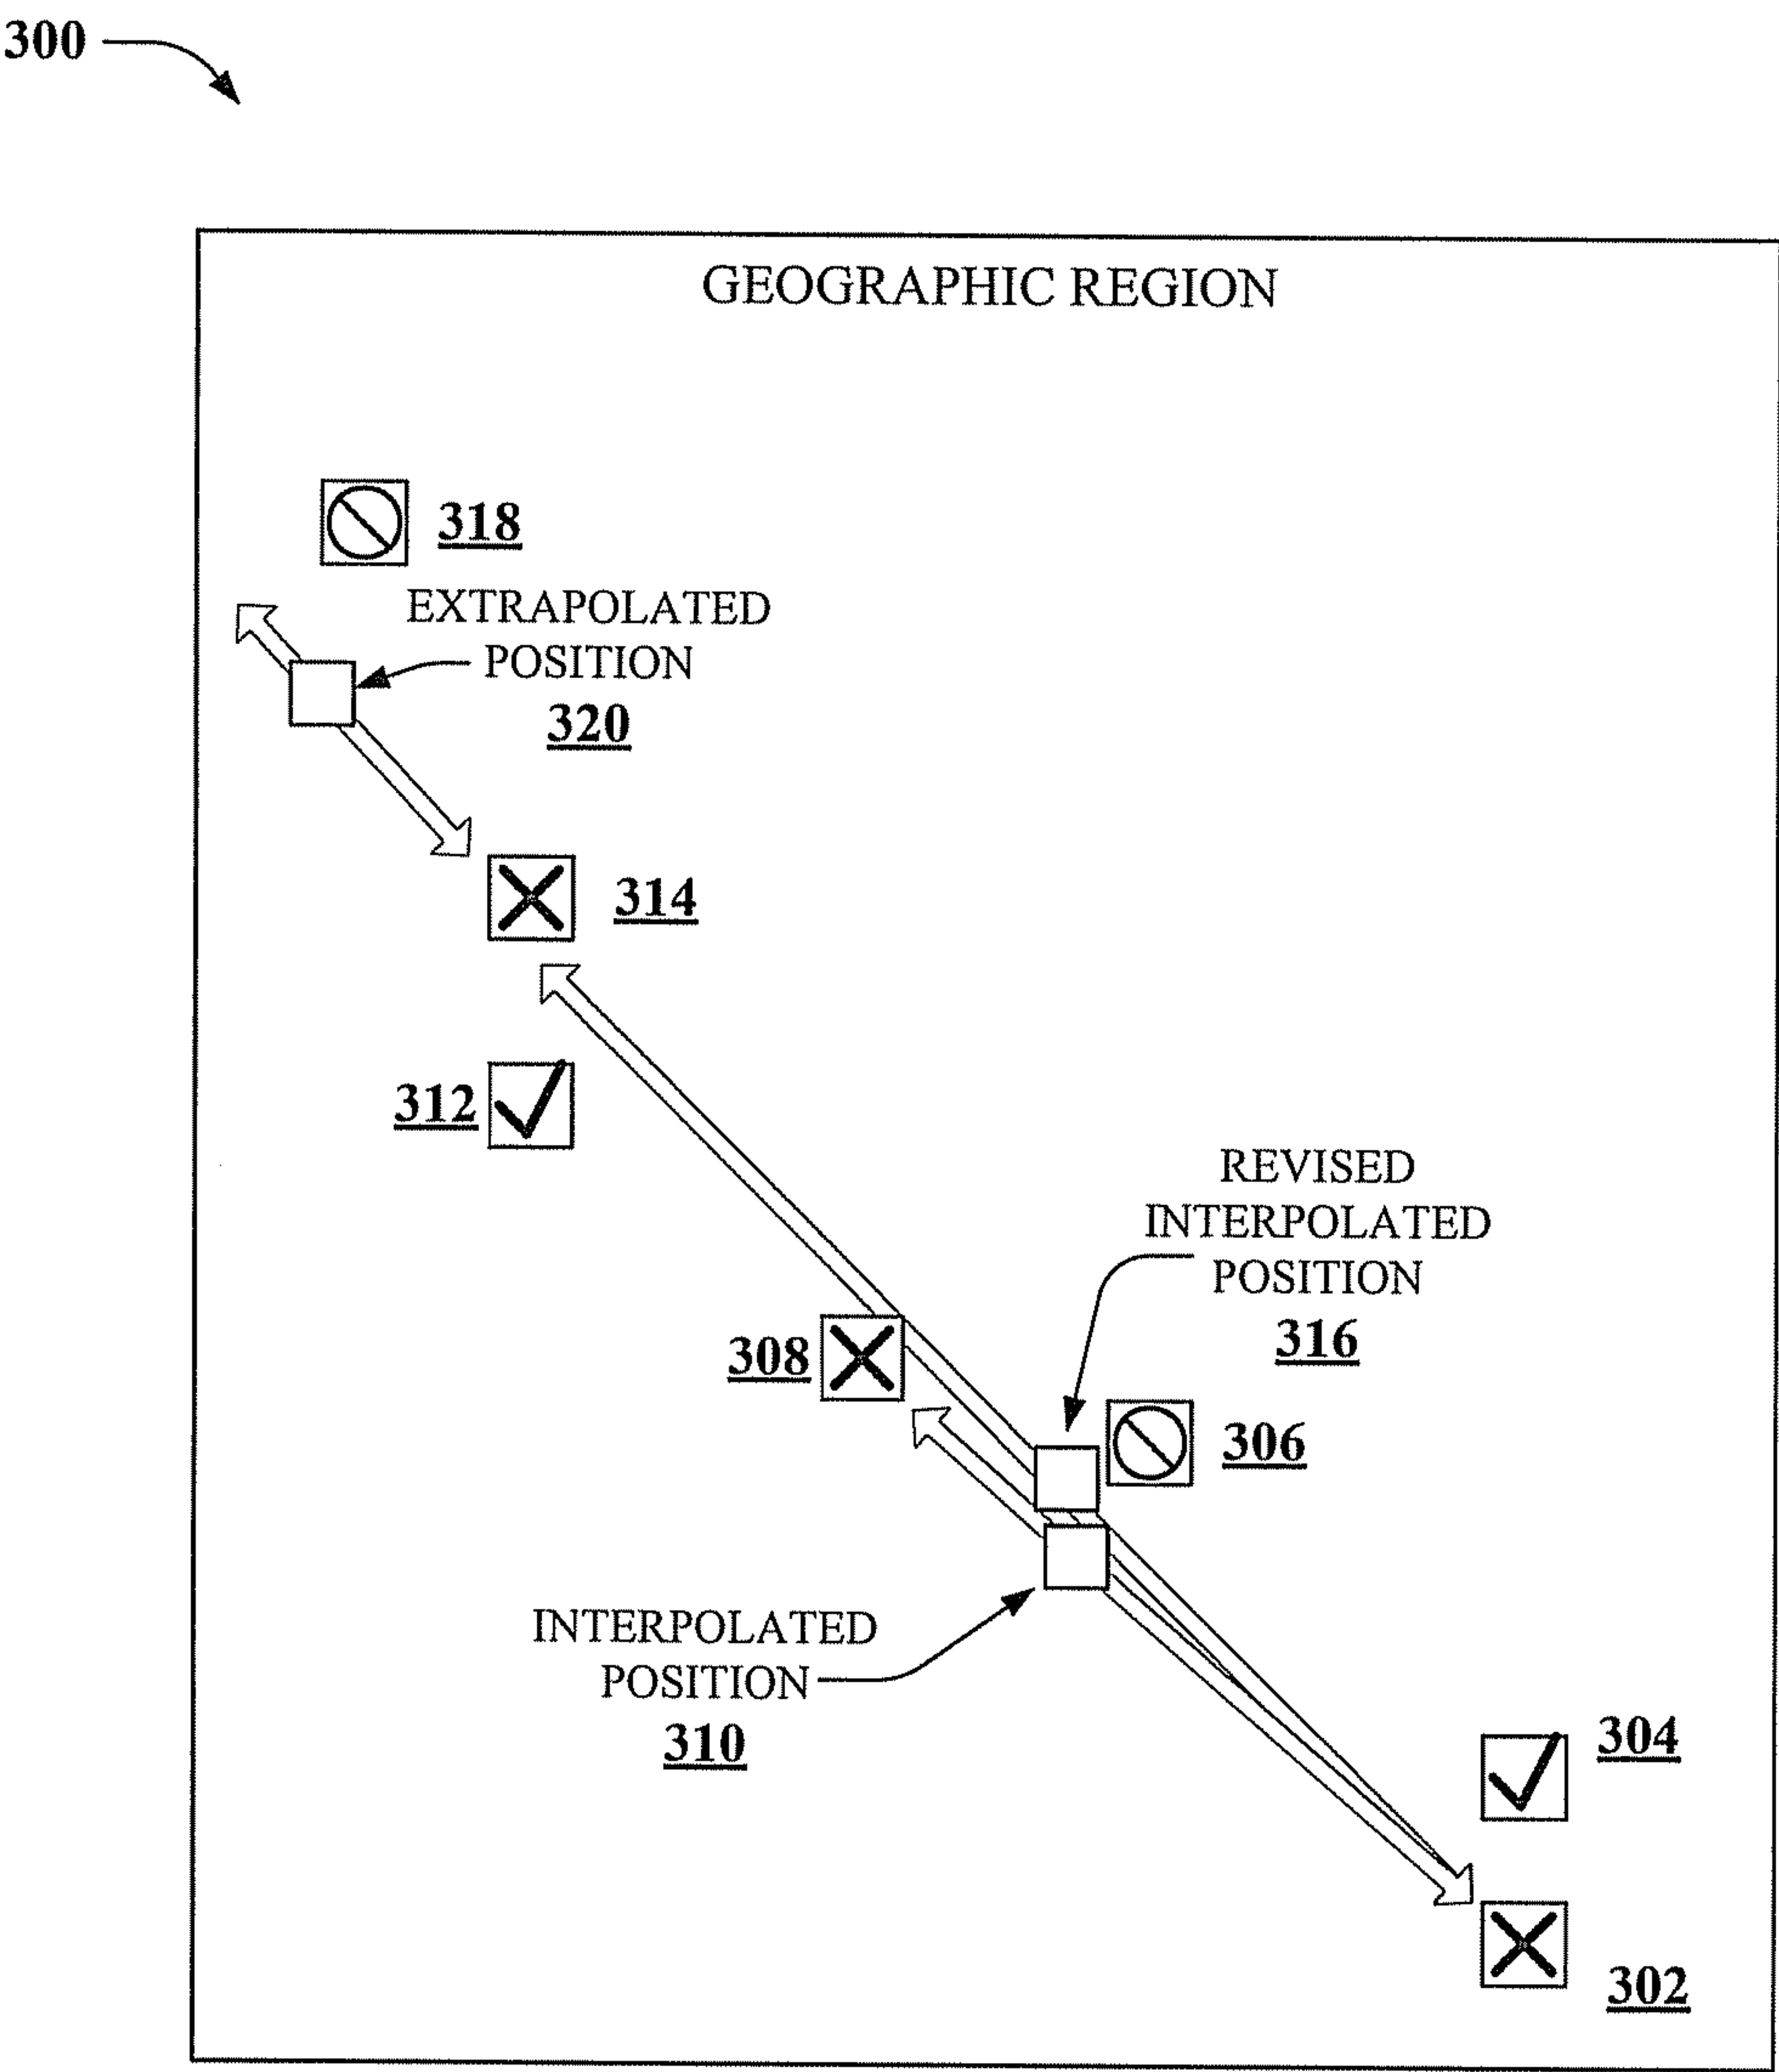 300
GEOGRAPHIC REGION
318
EXTRAPOLATED
POSITION
320
314
312
REVISED
INTERPOLATED
POSITION
316
308
306
INTERPOLATED
POSITION
310
304
302